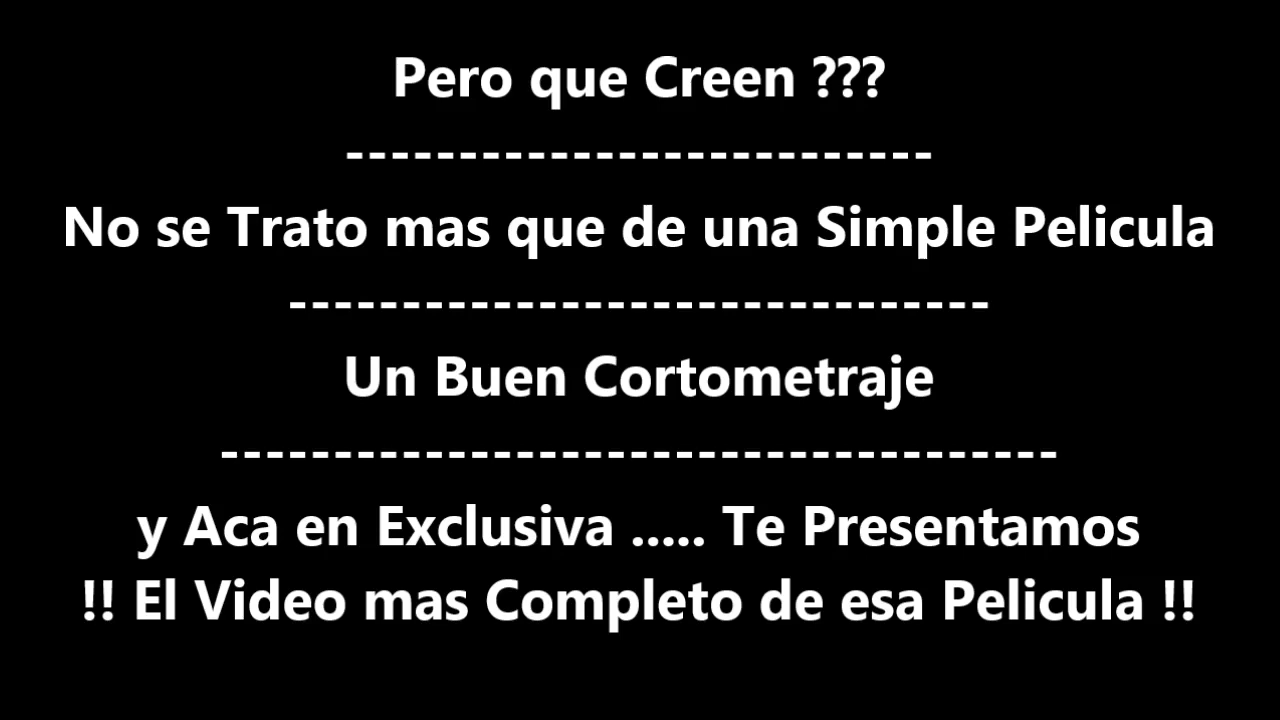 Pero que Creen ???
--------------------------
No se Trato mas que de una Simple Pelicula
-------------------------------
Un Buen Cortometraje
-------------------------------------
y Aca en Exclusiva ..... Te Presentamos
!! El Video mas Completo de esa Pelicula !!